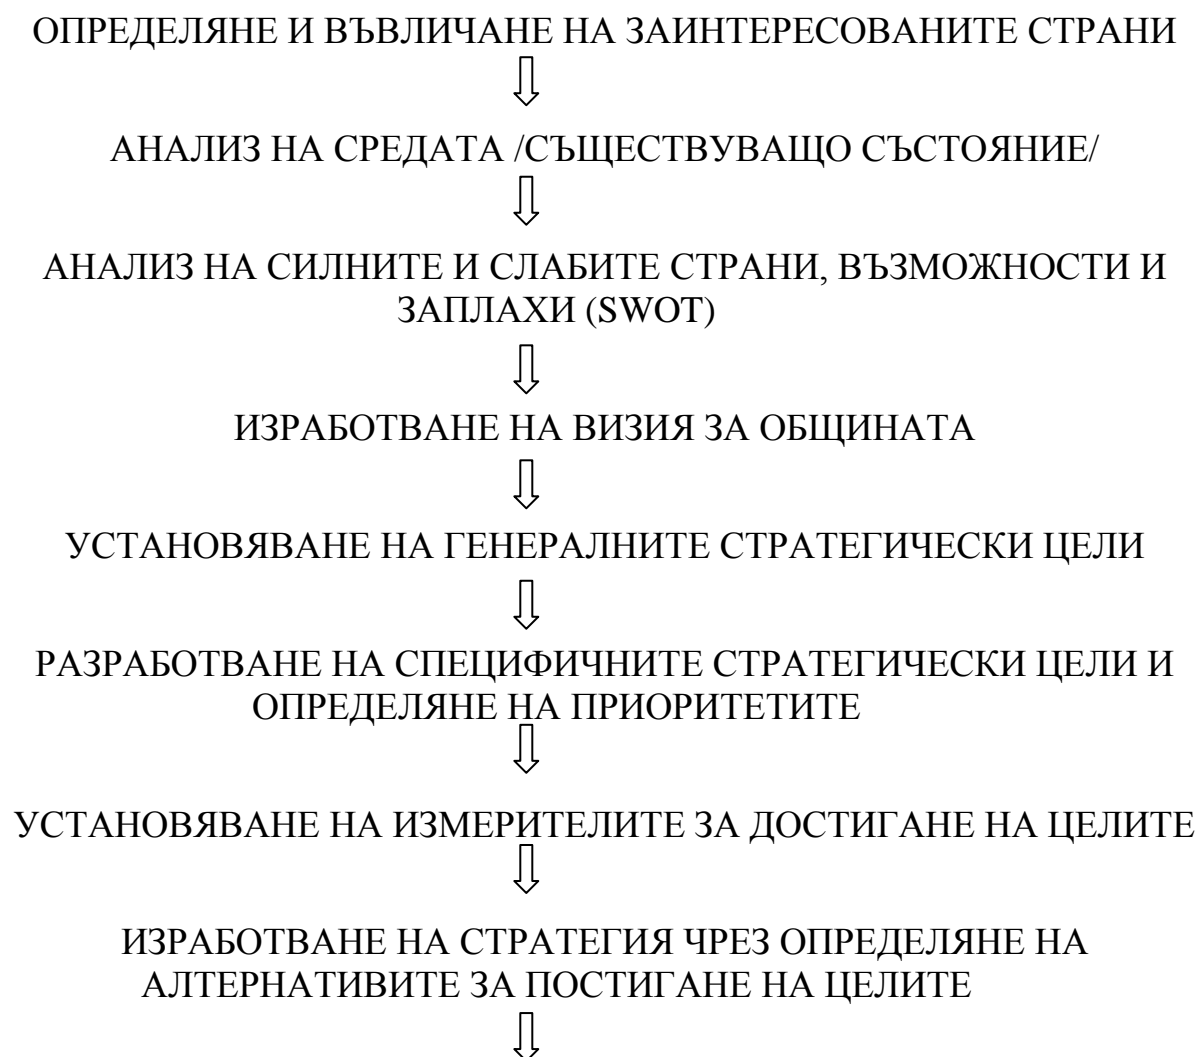 ОПРЕДЕЛЯНЕ И ВЪВЛИЧАНЕ НА ЗАИНТЕРЕСОВАНИТЕ СТРАНИ
АНАЛИЗ НА СРЕДАТА /СЪЩЕСТВУВАЩО СЪСТОЯНИЕ/
АНАЛИЗ НА СИЛНИТЕ И СЛАБИТЕ СТРАНИ, ВЪЗМОЖНОСТИ И
ЗАПЛАХИ (SWOT)
ИЗРАБОТВАНЕ НА ВИЗИЯ ЗА ОБЩИНАТА
УСТАНОВЯВАНЕ НА ГЕНЕРАЛНИТЕ СТРАТЕГИЧЕСКИ ЦЕЛИ
РАЗРАБОТВАНЕ НА СПЕЦИФИЧНИТЕ СТРАТЕГИЧЕСКИ ЦЕЛИ И
ОПРЕДЕЛЯНЕ НА ПРИОРИТЕТИТЕ
УСТАНОВЯВАНЕ НА ИЗМЕРИТЕЛИТЕ ЗА ДОСТИГАНЕ НА ЦЕЛИТЕ
ИЗРАБОТВАНЕ НА СТРАТЕГИЯ ЧРЕЗ ОПРЕДЕЛЯНЕ НА
АЛТЕРНАТИВИТЕ ЗА ПОСТИГАНЕ НА ЦЕЛИТЕ